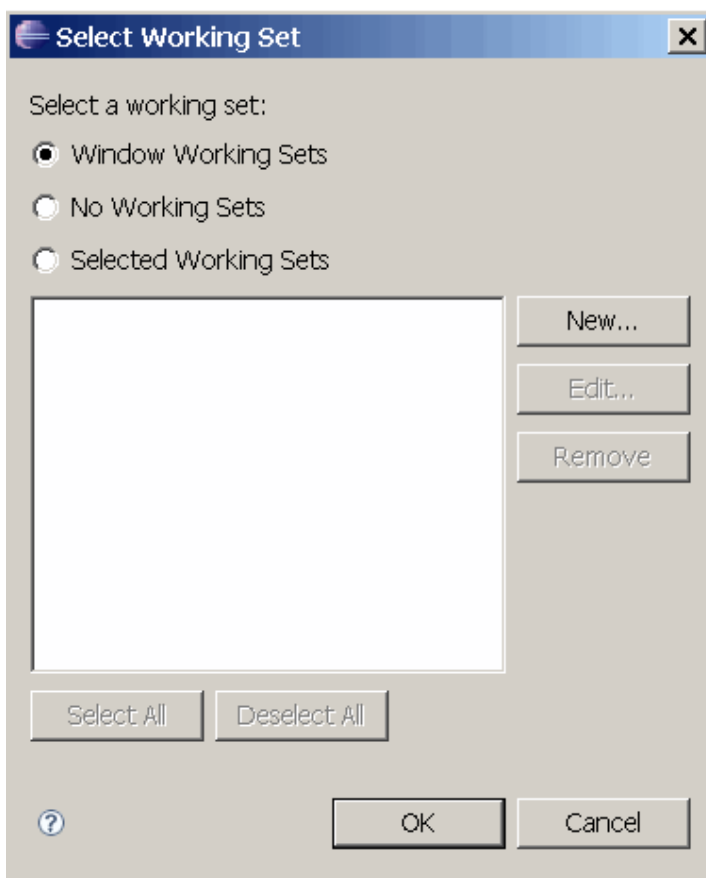 Select Working Set
Select a working set:
Window Working Sets
No Working Sets
Selected Working Sets
New...
Edit...
Remove
Select All Deselect All
OK Cancel